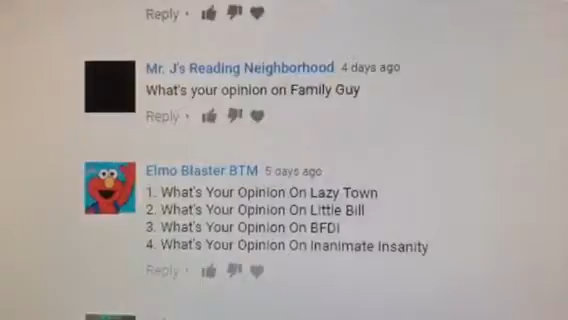 Reply •
Mr. J's Reading Neighborhood 4 days ago
What's your opinion on Family Guy
Reply •
Elmo Blaster BTM 5 days ago
1. What's Your Opinion On Lazy Town
2. What's Your Opinion On Little Bill
3. What's Your Opinion On BFDI
4. What's Your Opinion On Inanimate Insanity
Reply •